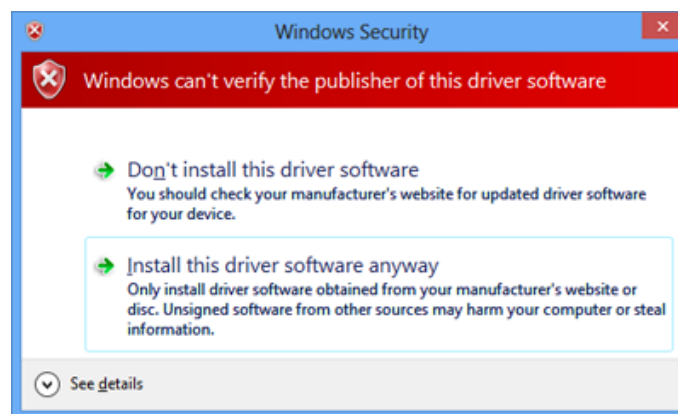 Windows Security
Windows can't verify the publisher of this driver software
Don't install this driver software
You should check your manufacturer's website for updated driver software
for your device.
Install this driver software anyway
Only install driver software obtained from your manufacturer's website or
disc. Unsigned software from other sources may harm your computer or steal
information.
See details